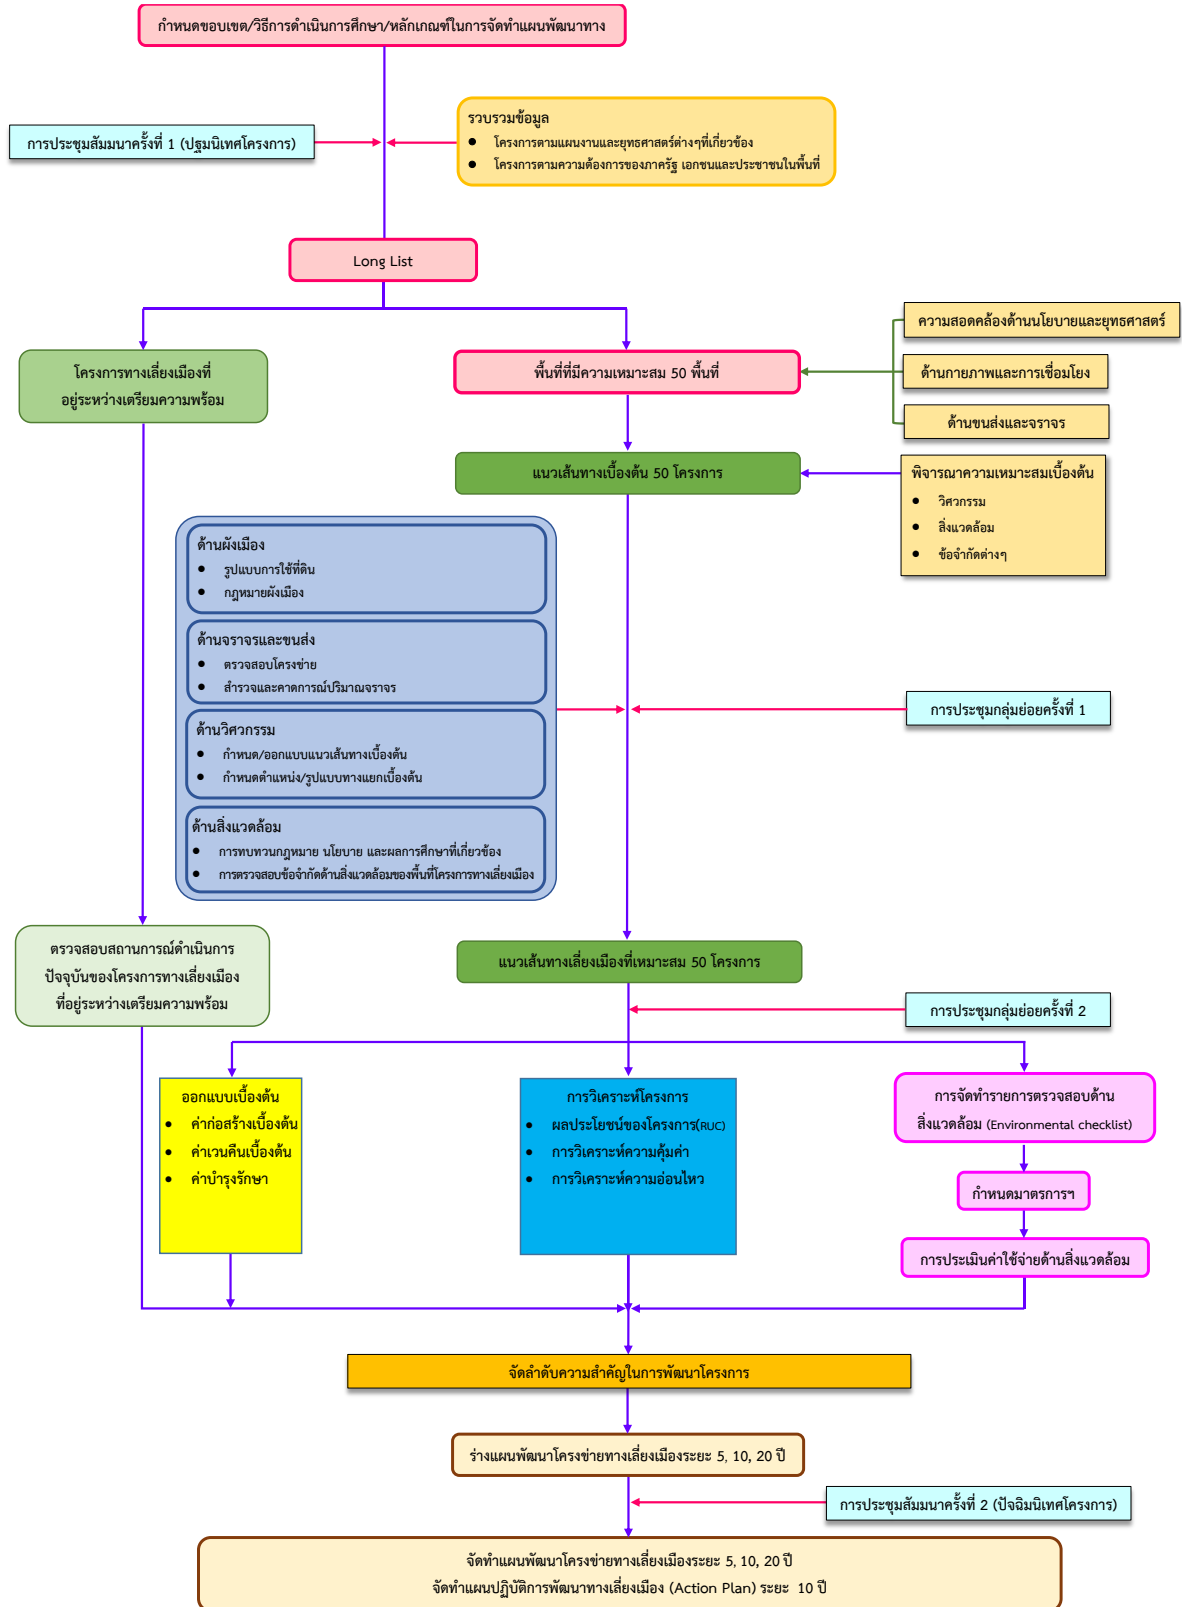 กำหนดขอบเขต/วิธีการดำเนินการศึกษา/หลักเกณฑ์ในการจัดทำแผนพัฒนาทาง
การประชุมสัมมนาครั้งที่ 1 (ปฐมนิเทศโครงการ)
รวบรวมข้อมูล
● โครงการตามแผนงานและยุทธศาสตร์ต่างๆที่เกี่ยวข้อง
● โครงการตามความต้องการของภาครัฐ เอกชนและประชาชนในพื้นที่
Long List
โครงการทางเลี่ยงเมืองที่
อยู่ระหว่างเตรียมความพร้อม
พื้นที่ที่มีความเหมาะสม 50 พื้นที่
ความสอดคล้องด้านนโยบายและยุทธศาสตร์
ด้านกายภาพและการเชื่อมโยง
ด้านขนส่งและจราจร
แนวเส้นทางเบื้องต้น 50 โครงการ
พิจารณาความเหมาะสมเบื้องต้น
● วิศวกรรม
● สิ่งแวดล้อม
● ข้อจำกัดต่างๆ
ด้านผังเมือง
● รูปแบบการใช้ที่ดิน
● กฎหมายผังเมือง
ด้านจราจรและขนส่ง
● ตรวจสอบโครงข่าย
● สำรวจและคาดการณ์ปริมาณจราจร
ด้านวิศวกรรม
● กำหนด/ออกแบบแนวเส้นทางเบื้องต้น
● กำหนดตำแหน่ง/รูปแบบทางแยกเบื้องต้น
ด้านสิ่งแวดล้อม
● การทบทวนกฎหมาย นโยบาย และผลการศึกษาที่เกี่ยวข้อง
● การตรวจสอบข้อจำกัดด้านสิ่งแวดล้อมของพื้นที่โครงการทางเลี่ยงเมือง
การประชุมกลุ่มย่อยครั้งที่ 1
ตรวจสอบสถานการณ์ดำเนินการ
ปัจจุบันของโครงการทางเลี่ยงเมือง
ที่อยู่ระหว่างเตรียมความพร้อม
แนวเส้นทางเลี่ยงเมืองที่เหมาะสม 50 โครงการ
การประชุมกลุ่มย่อยครั้งที่ 2
ออกแบบเบื้องต้น
● ค่าก่อสร้างเบื้องต้น
● ค่าเวนคืนเบื้องต้น
● ค่าบำรุงรักษา
การวิเคราะห์โครงการ
● ผลประโยชน์ของโครงการ(RUC)
● การวิเคราะห์ความคุ้มค่า
● การวิเคราะห์ความอ่อนไหว
การจัดทำรายการตรวจสอบด้าน
สิ่งแวดล้อม (Environmental checklist)
กำหนดมาตรการฯ
การประเมินค่าใช้จ่ายด้านสิ่งแวดล้อม
จัดลำดับความสำคัญในการพัฒนาโครงการ
ร่างแผนพัฒนาโครงข่ายทางเลี่ยงเมืองระยะ 5, 10, 20 ปี
การประชุมสัมมนาครั้งที่ 2 (ปัจฉิมนิเทศโครงการ)
จัดทำแผนพัฒนาโครงข่ายทางเลี่ยงเมืองระยะ 5, 10, 20 ปี
จัดทำแผนปฏิบัติการพัฒนาทางเลี่ยงเมือง (Action Plan) ระยะ 10 ปี